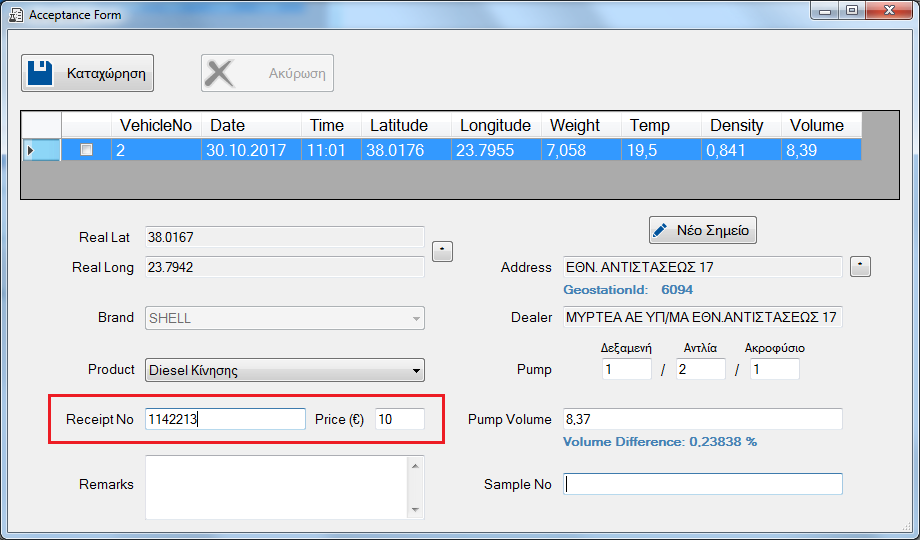 Acceptance Form
Καταχώρηση Ακύρωση
VehicleNo Date Time Latitude Longitude Weight Temp Density Volume
2 30.10.2017 11:01 38.0176 23.7955 7,058 19,5 0,841 8,39
Νέο Σημείο
Real Lat 38.0167
Real Long 23.7942 Address ΕΘΝ. ΑΝΤΙΣΤΑΣΕΩΣ 17
GeostationId: 6094
Brand SHELL Dealer ΜΥΡΤΕΑ ΑΕ ΥΠ/ΜΑ ΕΘΝ.ΑΝΤΙΣΤΑΣΕΩΣ 17
Δεξαμενή Αντλία Ακροφύσιο
Product Diesel Κίνησης Pump 1 / 2 / 1
Receipt No 1142213 Price (€) 10 Pump Volume 8,37
Volume Difference: 0,23838 %
Remarks Sample No